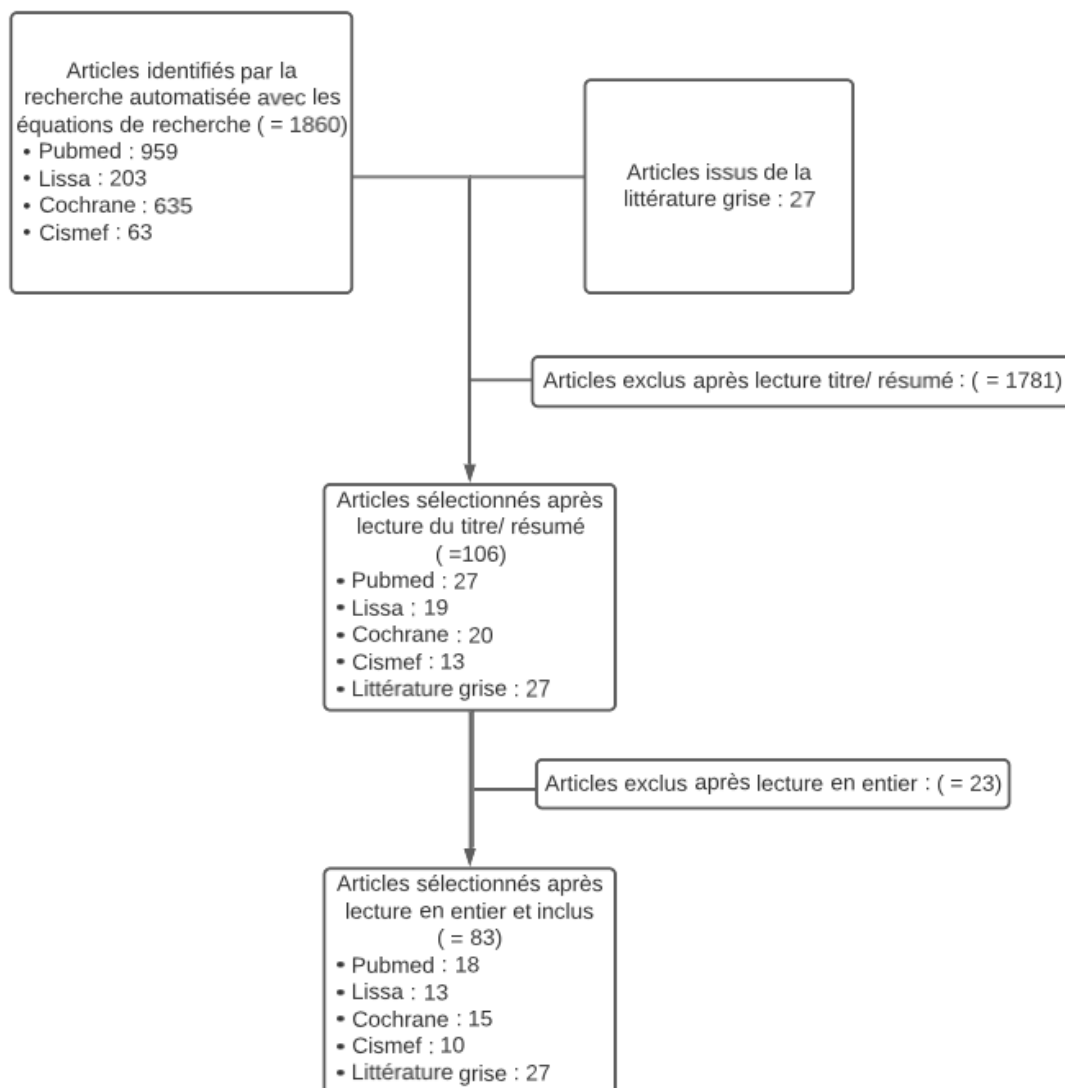 Articles identifiés par la
recherche automatisée avec les
équations de recherche ( = 1860)
• Pubmed : 959
• Lissa : 203
• Cochrane : 635
• Cismef : 63
Articles issus de la
littérature grise : 27
Articles exclus après lecture titre/ résumé : ( = 1781)
Articles sélectionnés après
lecture du titre/ résumé
( =106)
• Pubmed : 27
• Lissa : 19
• Cochrane : 20
• Cismef : 13
• Littérature grise : 27
Articles exclus après lecture en entier : ( = 23)
Articles sélectionnés après
lecture en entier et inclus
( = 83)
• Pubmed : 18
• Lissa : 13
• Cochrane : 15
• Cismef : 10
• Littérature grise : 27